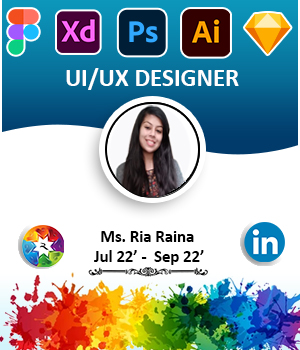 Xd Ps Ai
UI/UX DESIGNER
Ms. Ria Raina
in
Jul 22’ - Sep 22’